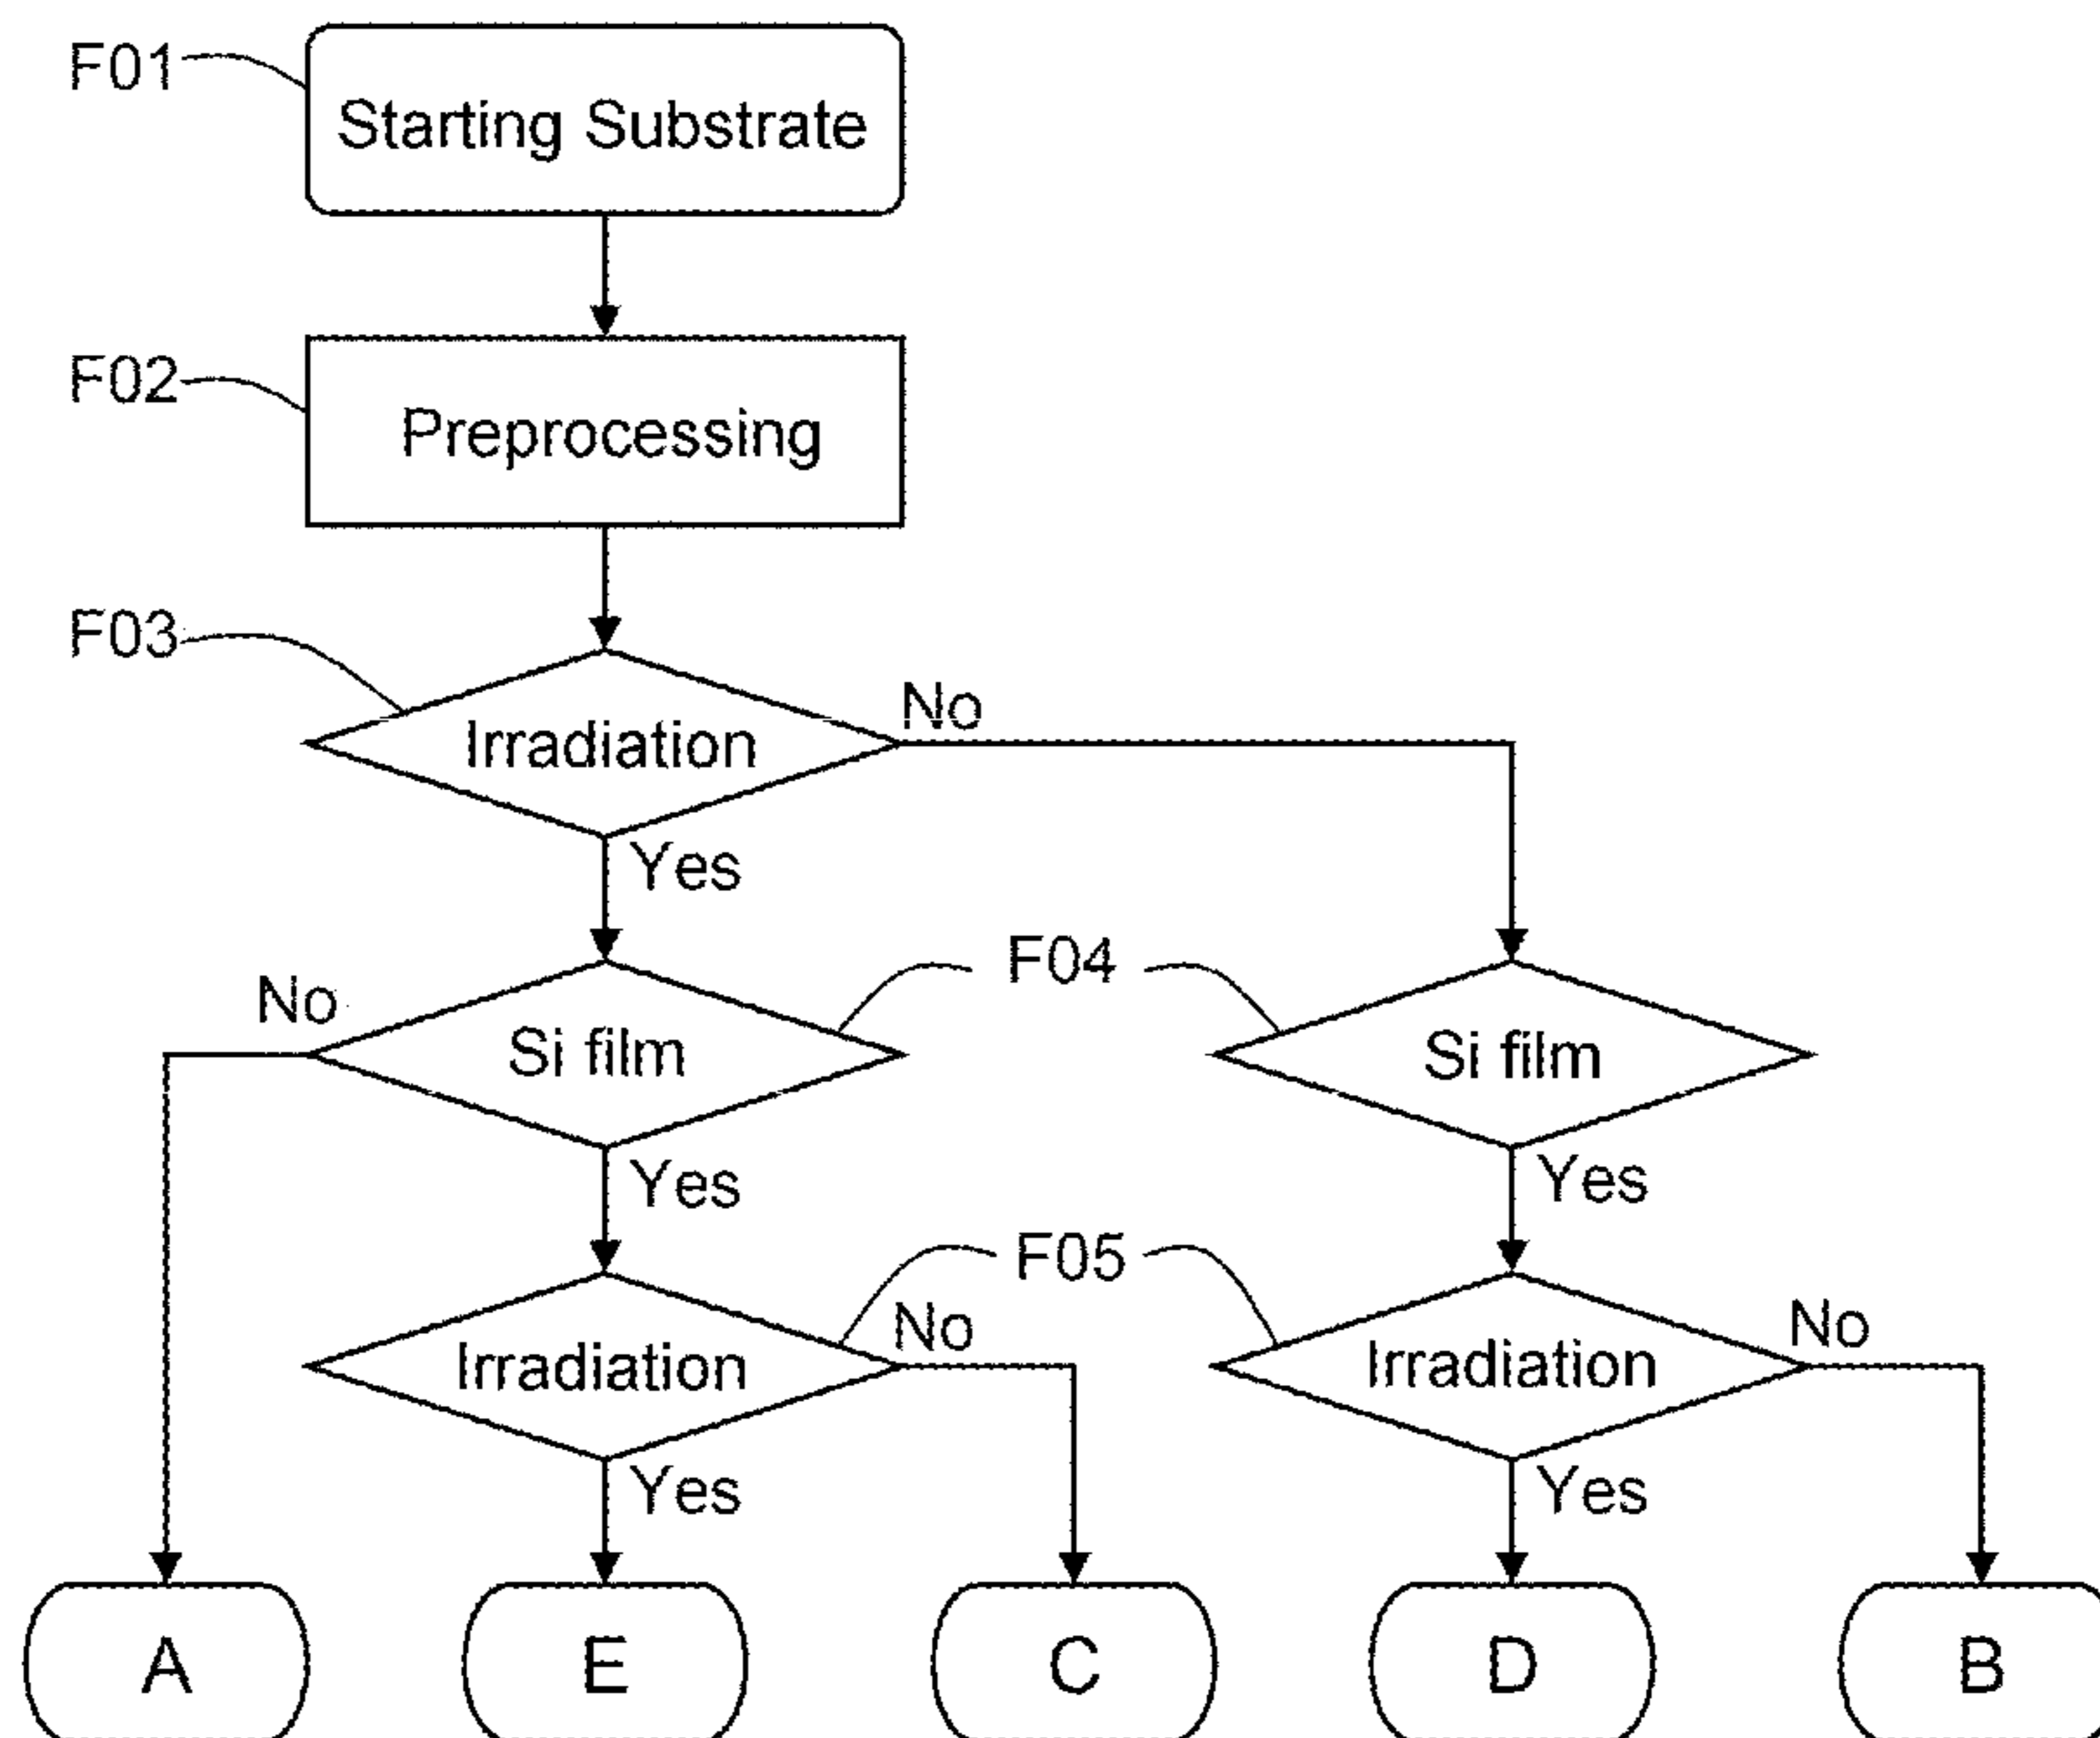 F01
Starting Substrate
F02
Preprocessing
F03
Irradiation
No
Yes
F04
No
Si film
Si film
Yes
Yes
F05
No
No
Irradiation
Irradiation
Yes
Yes
A
E
C
D
B